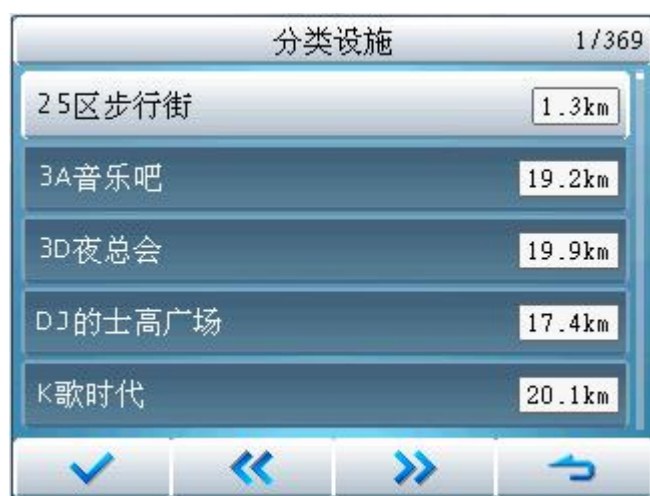 分类设施 1/369
25区步行街 1.3km
3A音乐吧 19.2km
3D夜总会 19.9km
DJ的士高广场 17.4km
K歌时代 20.1km